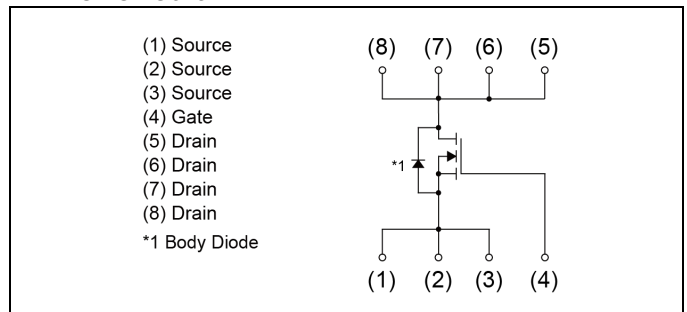 (1) Source
(2) Source
(3) Source
(4) Gate
(5) Drain
(6) Drain
(7) Drain
(8) Drain
*1 Body Diode
(8) (7) (6) (5)
*1
(1) (2) (3) (4)